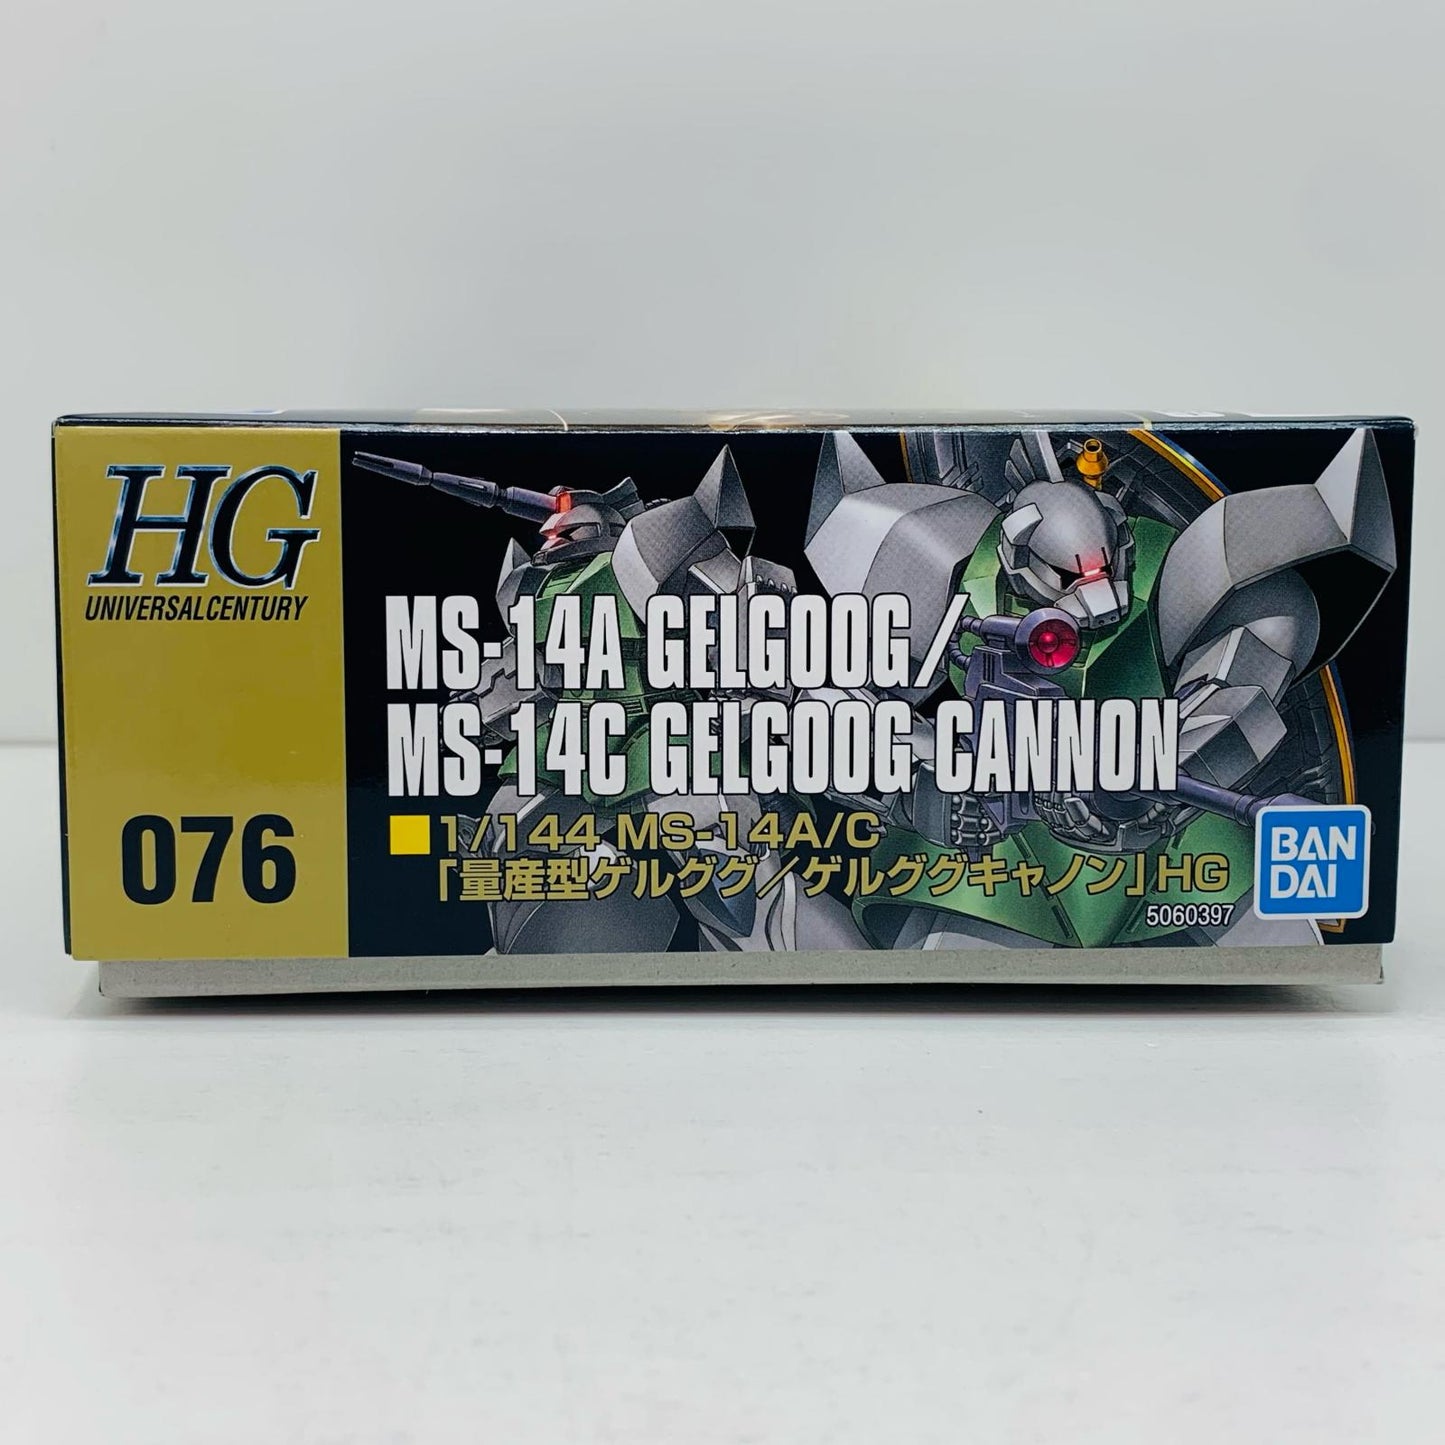 HG
UNIVERSALCENTURY
076
MS-14A GELGOOG/
MS-14C GELGOOG CANNON
1/144 MS-14A/C
「量産型ゲルググ/ゲルググキャノン」HG
5060397
BAN
DAI